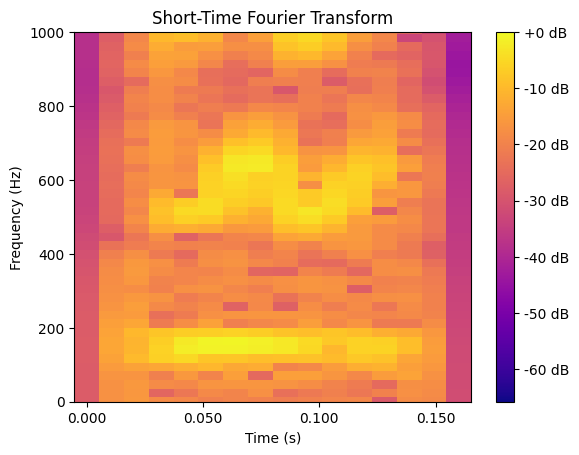 Short-Time Fourier Transform
1000
800
600
400
200
0
Frequency (Hz)
0.000
0.050
0.100
0.150
Time (s)
+0 dB
-10 dB
-20 dB
-30 dB
-40 dB
-50 dB
-60 dB